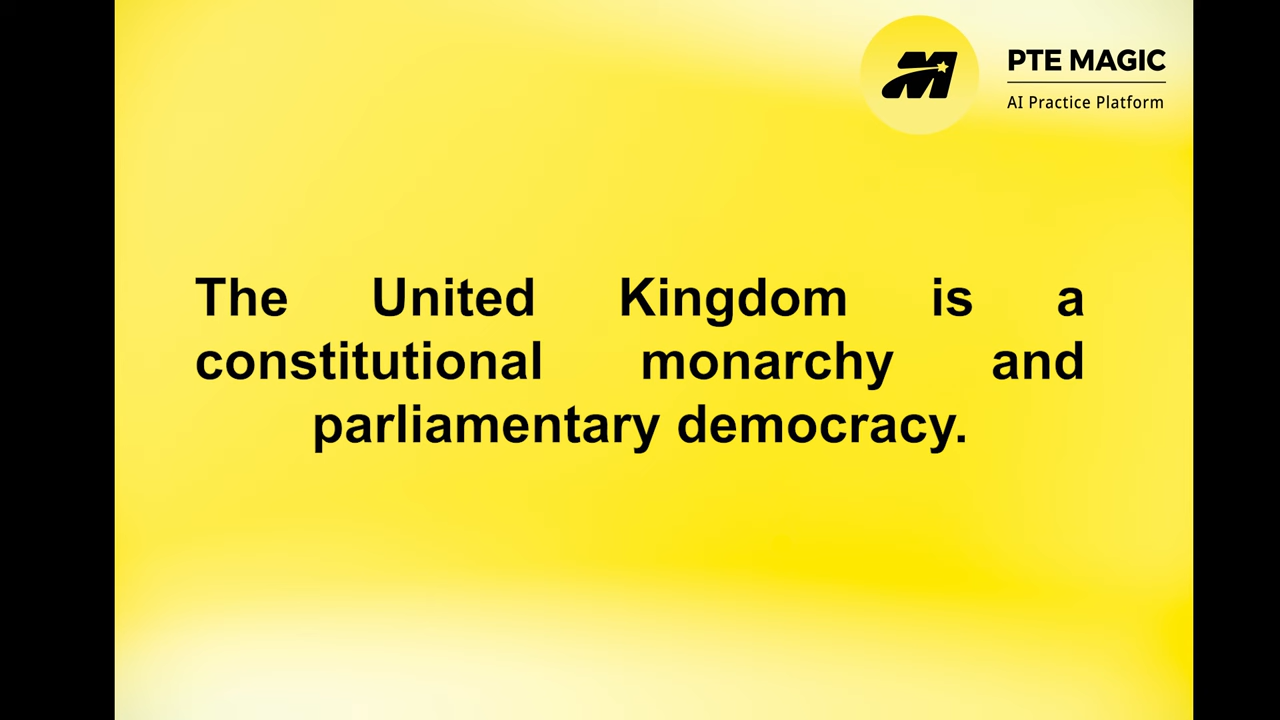 PTE MAGIC
AI Practice Platform
The United Kingdom is a
constitutional monarchy and
parliamentary democracy.